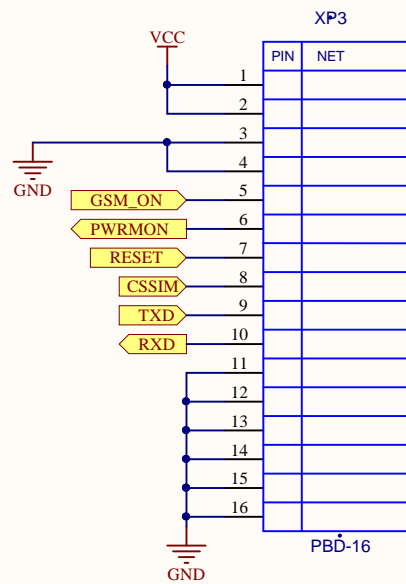 XP3
VCC
PIN NET
1
2
3
4
GND
GSM_ON 5
PWRMON 6
RESET 7
CSSIM 8
TXD 9
RXD 10
11
12
13
14
15
16
PBD-16
GND